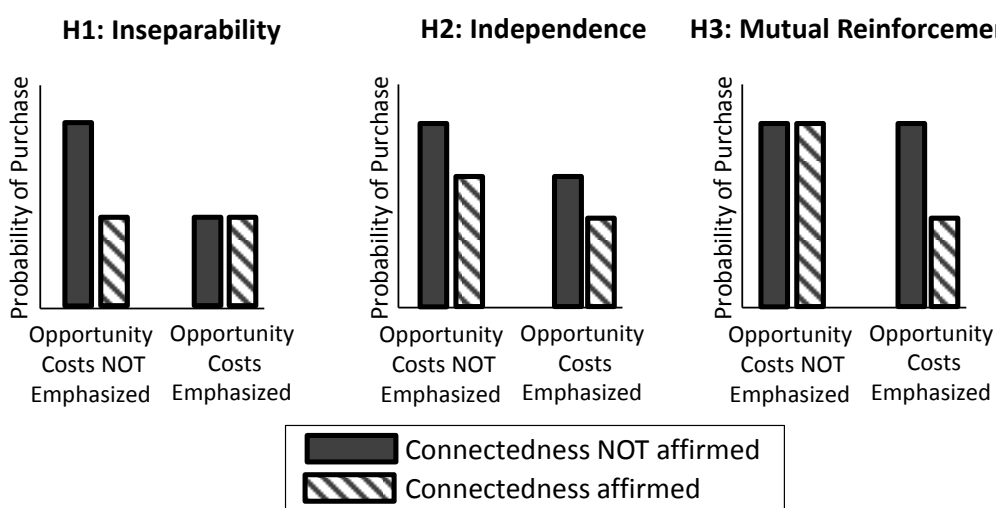 H1: Inseparability
H2: Independence
H3: Mutual Reinforcemen
Probability of Purchase
Opportunity
Costs NOT
Emphasized
Opportunity
Costs
Emphasized
Probability of Purchase
Opportunity
Costs NOT
Emphasized
Opportunity
Costs
Emphasized
Probability of Purchase
Opportunity
Costs NOT
Emphasized
Opportunity
Costs
Emphasized
Connectedness NOT affirmed
Connectedness affirmed